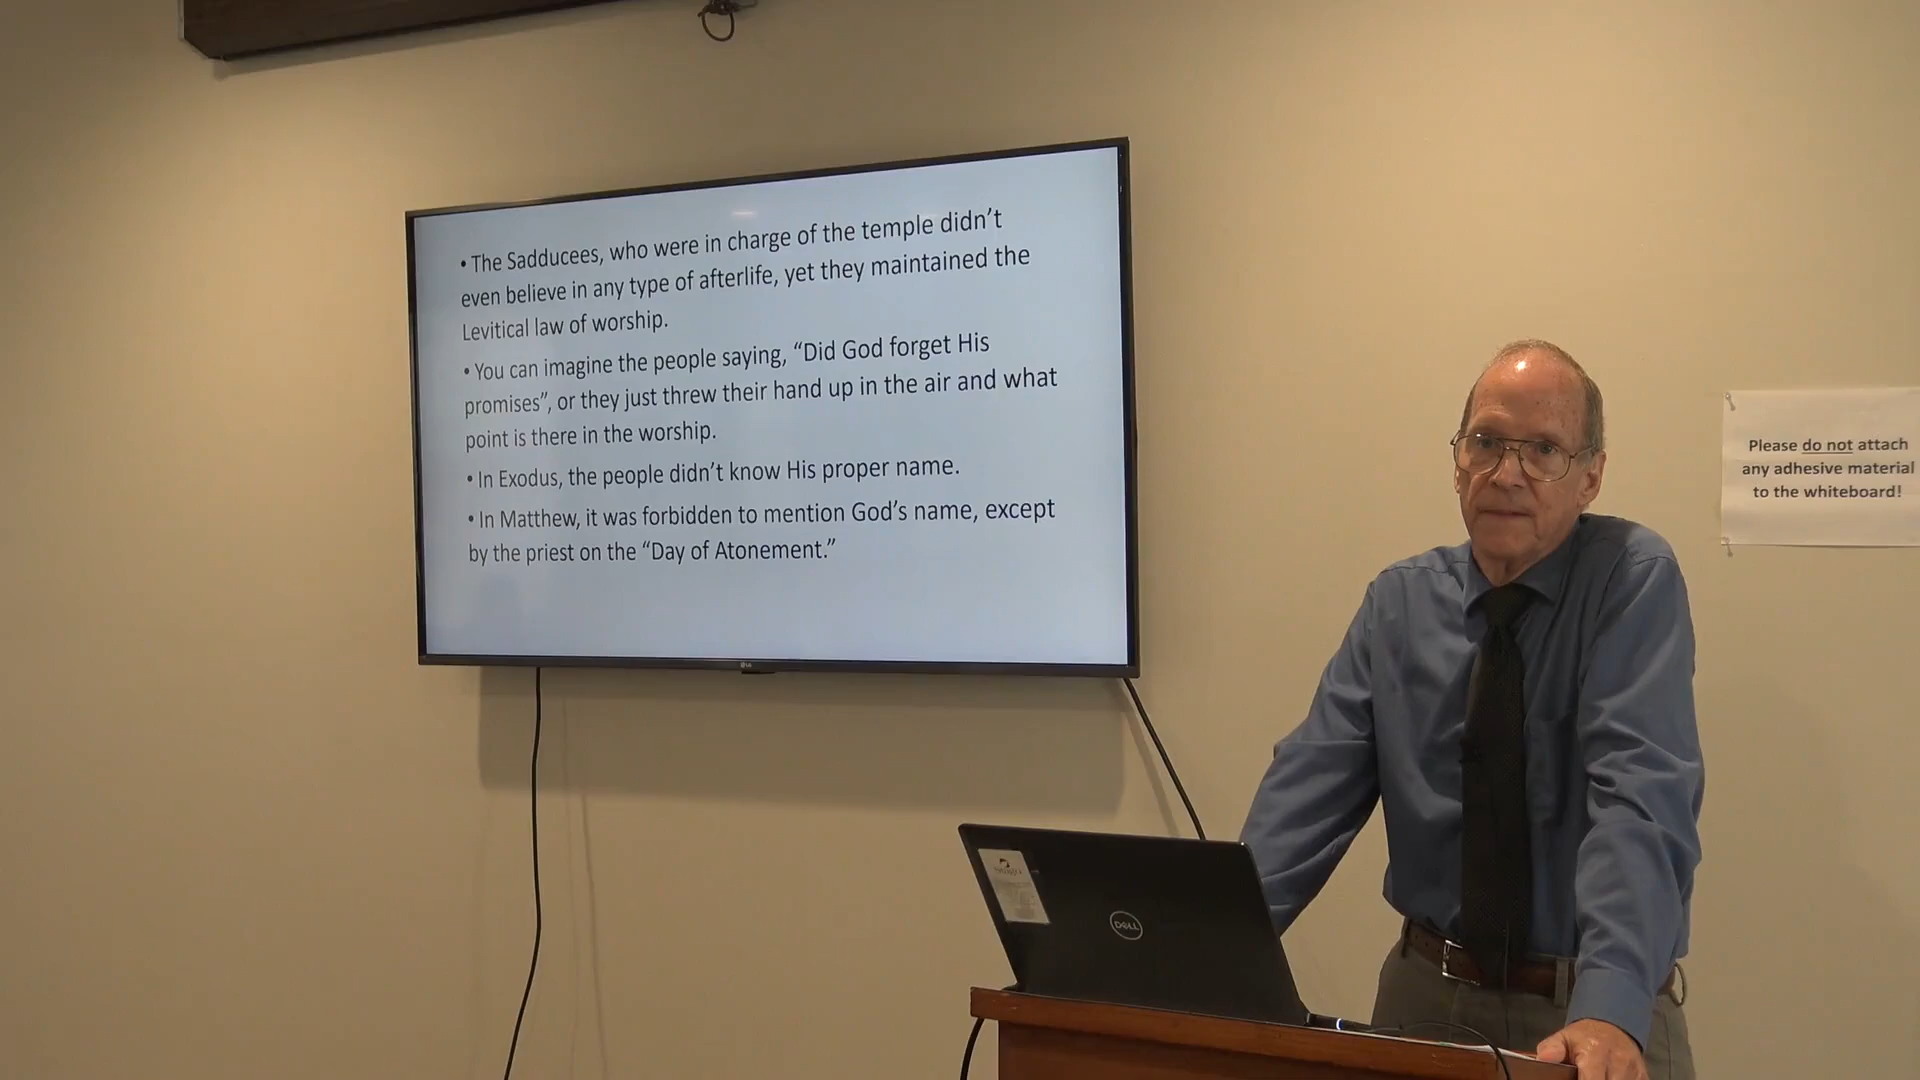 • The Sadducees, who were in charge of the temple didn’t
even believe in any type of afterlife, yet they maintained the
Levitical law of worship.
• You can imagine the people saying, “Did God forget His
promises”, or they just threw their hand up in the air and what
point is there in the worship.
• In Exodus, the people didn’t know His proper name.
• In Matthew, it was forbidden to mention God’s name, except
by the priest on the “Day of Atonement.”
LG
Please do not attach
any adhesive material
to the whiteboard!
DELL